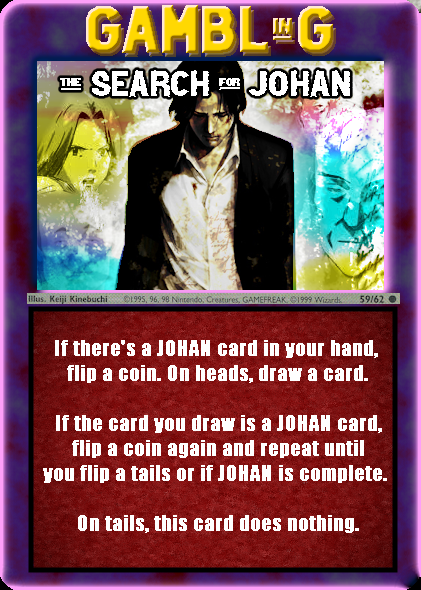 GAMBLinG
THE SEARCH FOR JOHAN
Illus. Keiji Kinebuchi ©1995, 96, 98 Nintendo, Creatures, GAMEFREAK. ©1999 Wizards. 59/62
If there's a JOHAN card in your hand,
flip a coin. On heads, draw a card.
If the card you draw is a JOHAN card,
flip a coin again and repeat until
you flip a tails or if JOHAN is complete.
On tails, this card does nothing.